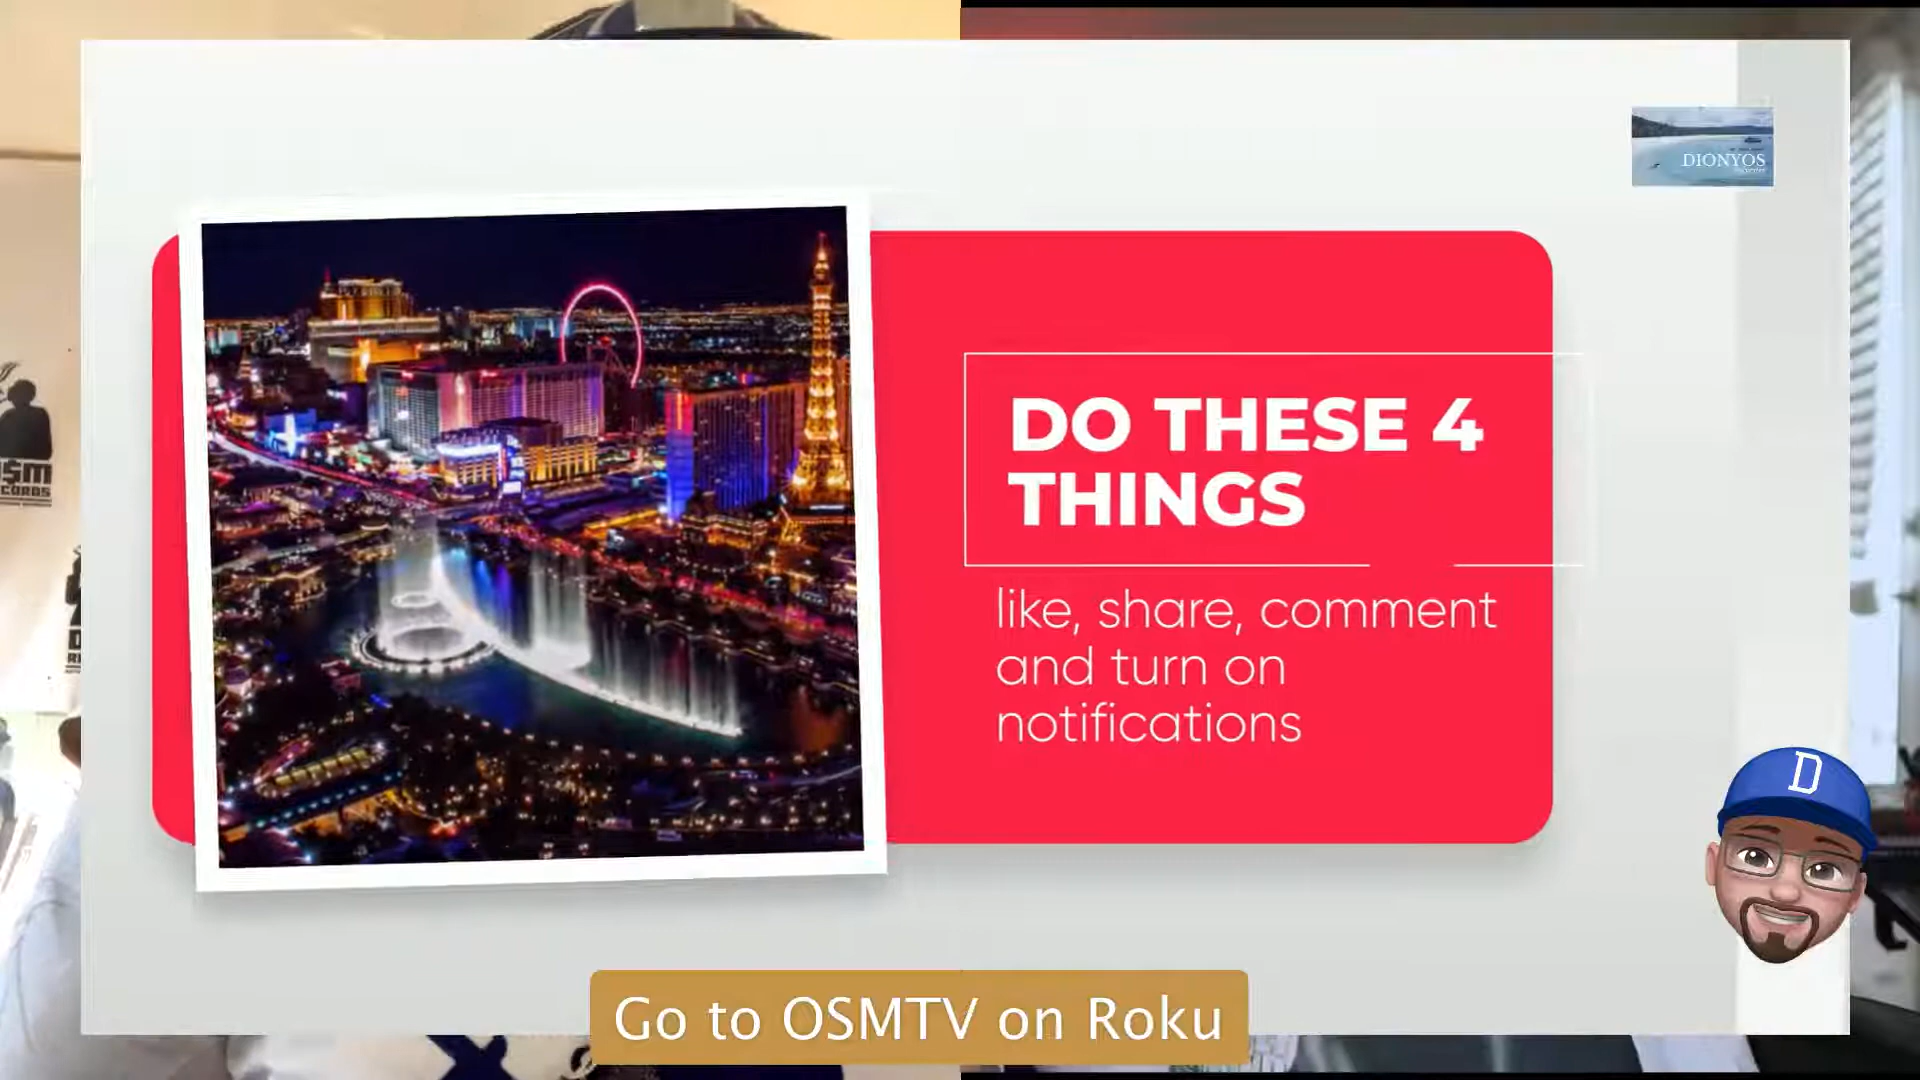 DIONYOS
DO THESE 4
THINGS
like, share, comment
and turn on
notifications
D
Go to OSMTV on Roku